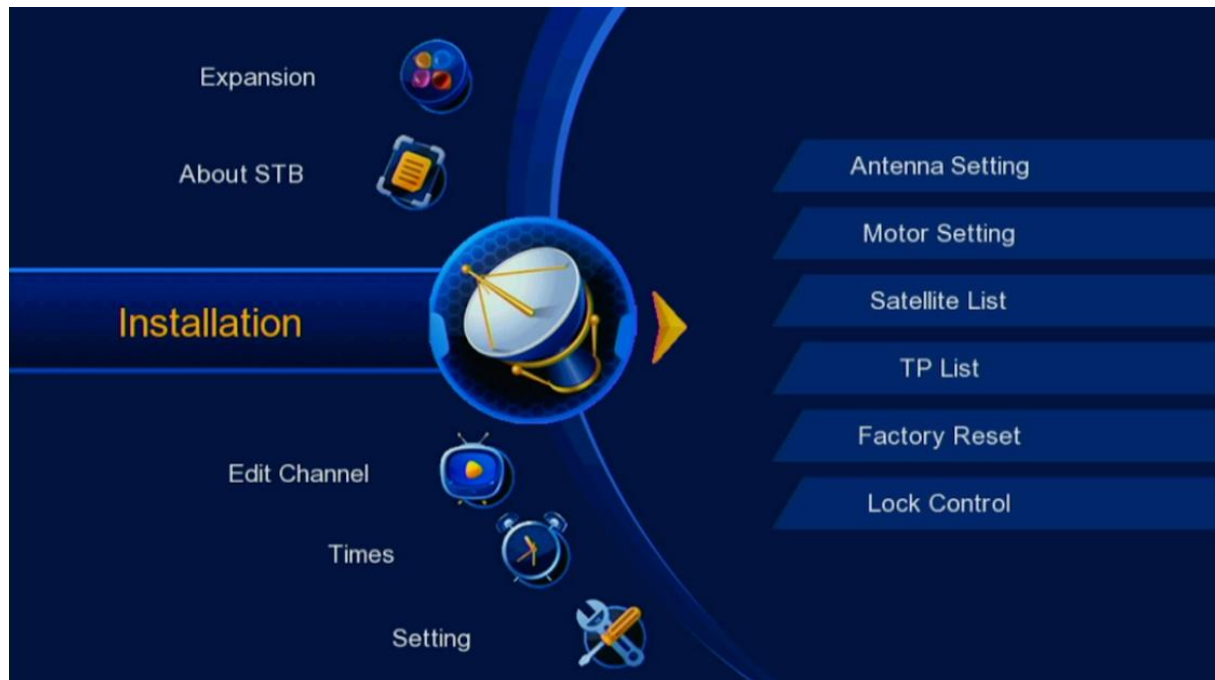 Expansion
About STB
Installation
Edit Channel
Times
Setting
Antenna Setting
Motor Setting
Satellite List
TP List
Factory Reset
Lock Control